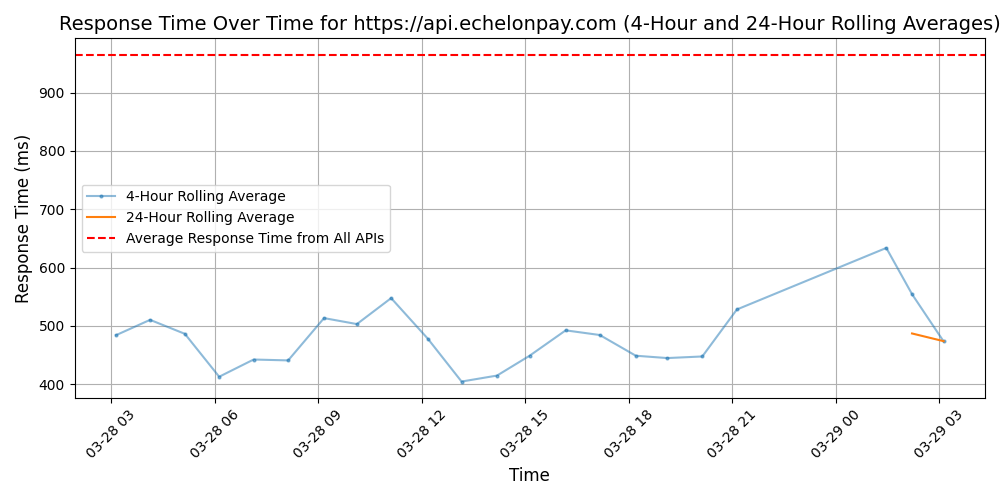 Response Time Over Time for https://api.echelonpay.com (4-Hour and 24-Hour Rolling Averages)
Response Time (ms)
900
800
700
600
500
400
4-Hour Rolling Average
24-Hour Rolling Average
Average Response Time from All APIs
03-28 03
03-28 06
03-28 09
03-28 12
03-28 15
03-28 18
03-28 21
03-29 00
03-29 03
Time